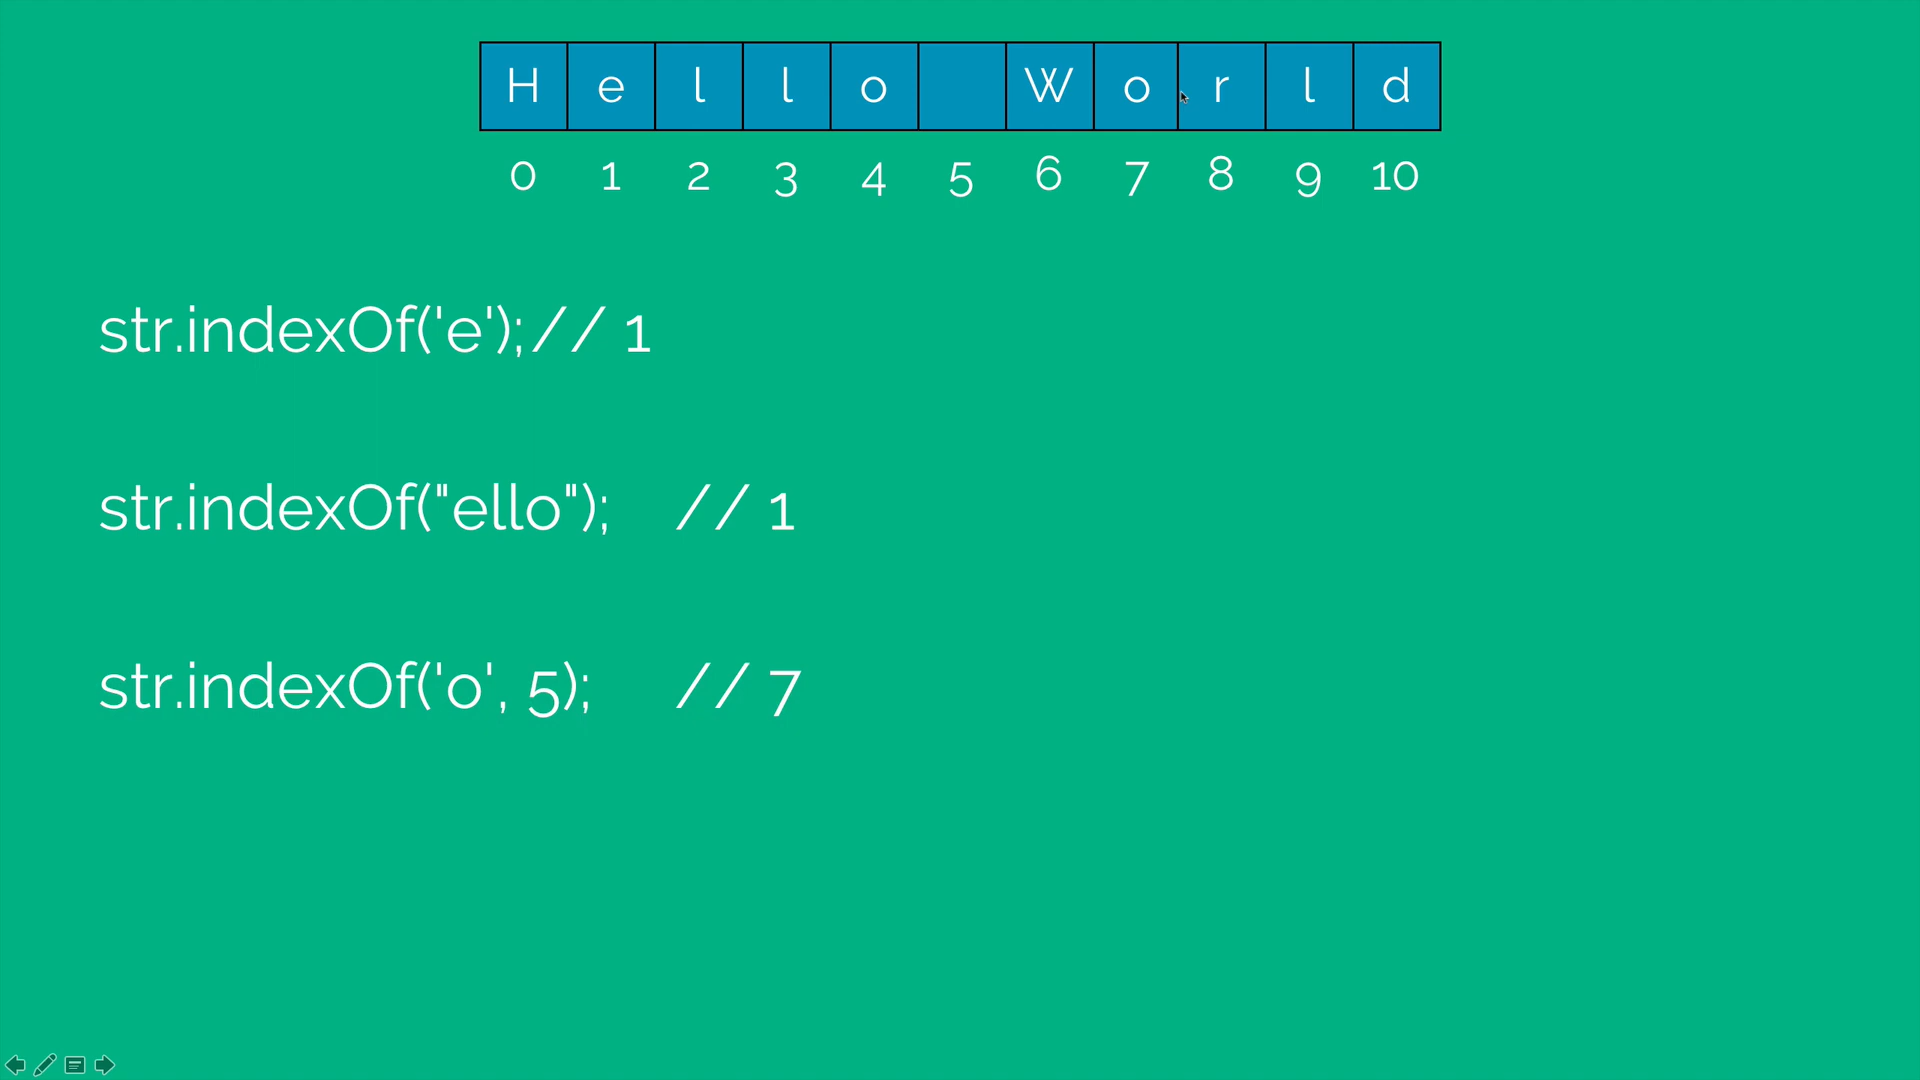 H e l l o W o r l d
0 1 2 3 4 5 6 7 8 9 10
str.indexOf('e');// 1
str.indexOf("ello"); // 1
str.indexOf('o', 5); // 7